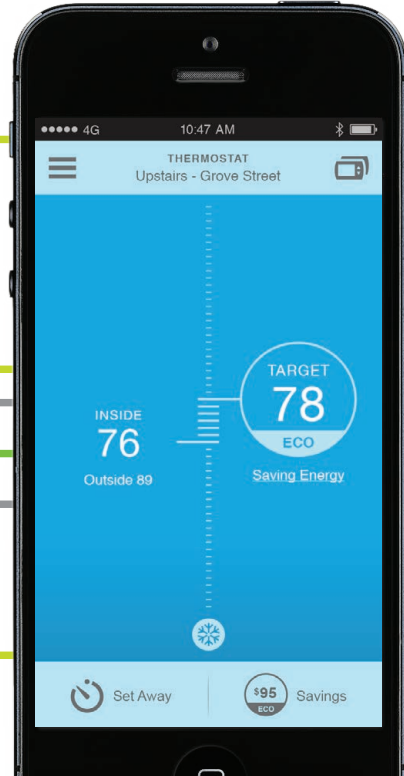 4G 10:47 AM
THERMOSTAT
Upstairs - Grove Street
TARGET
78
ECO
Saving Energy
INSIDE
76
Outside 89
Set Away
$95
ECO
Savings